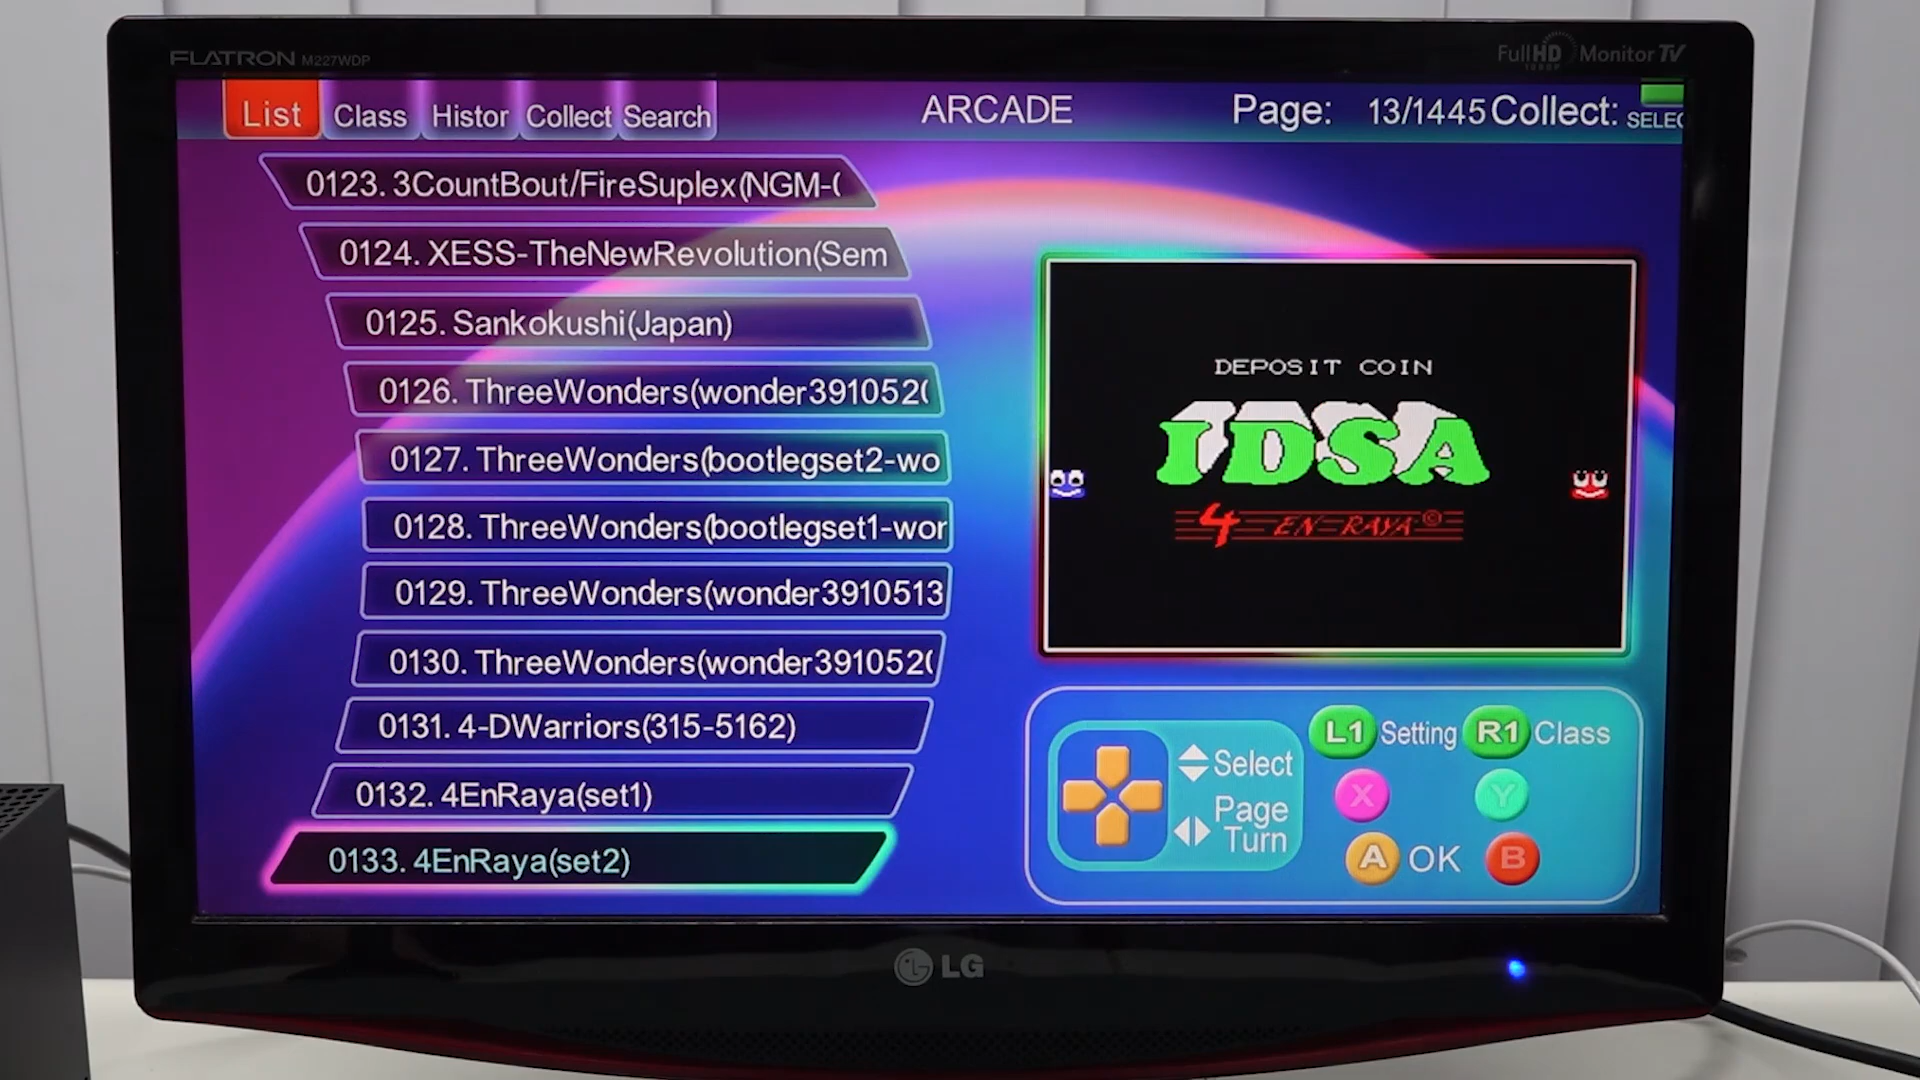 FLATRON M227WDP
FullHD 1080P Monitor TV
List Class Histor Collect Search ARCADE Page: 13/1445 Collect:
0123. 3CountBout/FireSuplex(NGM-
0124. XESS-TheNewRevolution(Sem
0125. Sankokushi(Japan)
0126. ThreeWonders(wonder3910520
0127. ThreeWonders(bootlegset2-wo
0128. ThreeWonders(bootlegset1-wor
0129. ThreeWonders(wonder3910513
0130. ThreeWonders(wonder3910520
0131. 4-DWarriors(315-5162)
0132. 4EnRaya(set1)
0133. 4EnRaya(set2)
DEPOSIT COIN
IDSA
4 EN-RAYA ©
Select
Page Turn
L1 Setting R1 Class
X Y
A OK B
LG